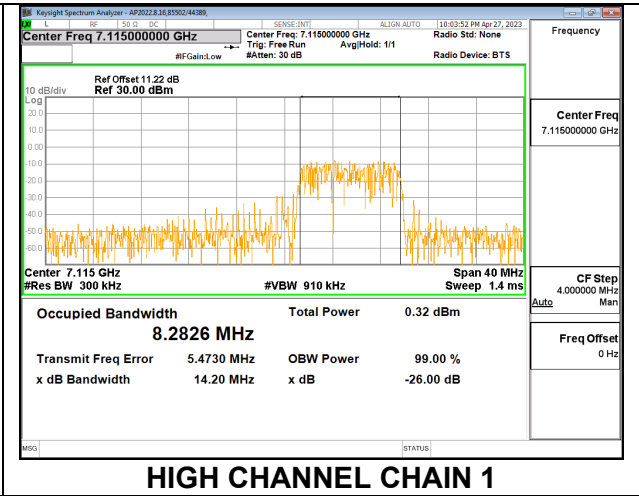 Keysight Spectrum Analyzer - AP2022.8.16,85502/44389,
LXI L RF 50 Ω DC SENSE:INT ALIGN AUTO 10:03:52 PM Apr 27, 2023
Center Freq 7.115000000 GHz Center Freq: 7.115000000 GHz Radio Std: None
Trig: Free Run Avg|Hold: 1/1
#IFGain:Low #Atten: 30 dB Radio Device: BTS
Frequency
Ref Offset 11.22 dB
10 dB/div Ref 30.00 dBm
Log
20.0
10.0
0.00
-10.0
-20.0
-30.0
-40.0
-50.0
-60.0
Center Freq
7.115000000 GHz
Center 7.115 GHz Span 40 MHz
#Res BW 300 kHz #VBW 910 kHz Sweep 1.4 ms
CF Step
4.000000 MHz
Auto Man
Occupied Bandwidth Total Power 0.32 dBm
8.2826 MHz
Freq Offset
0 Hz
Transmit Freq Error 5.4730 MHz OBW Power 99.00 %
x dB Bandwidth 14.20 MHz x dB -26.00 dB
MSG STATUS
HIGH CHANNEL CHAIN 1